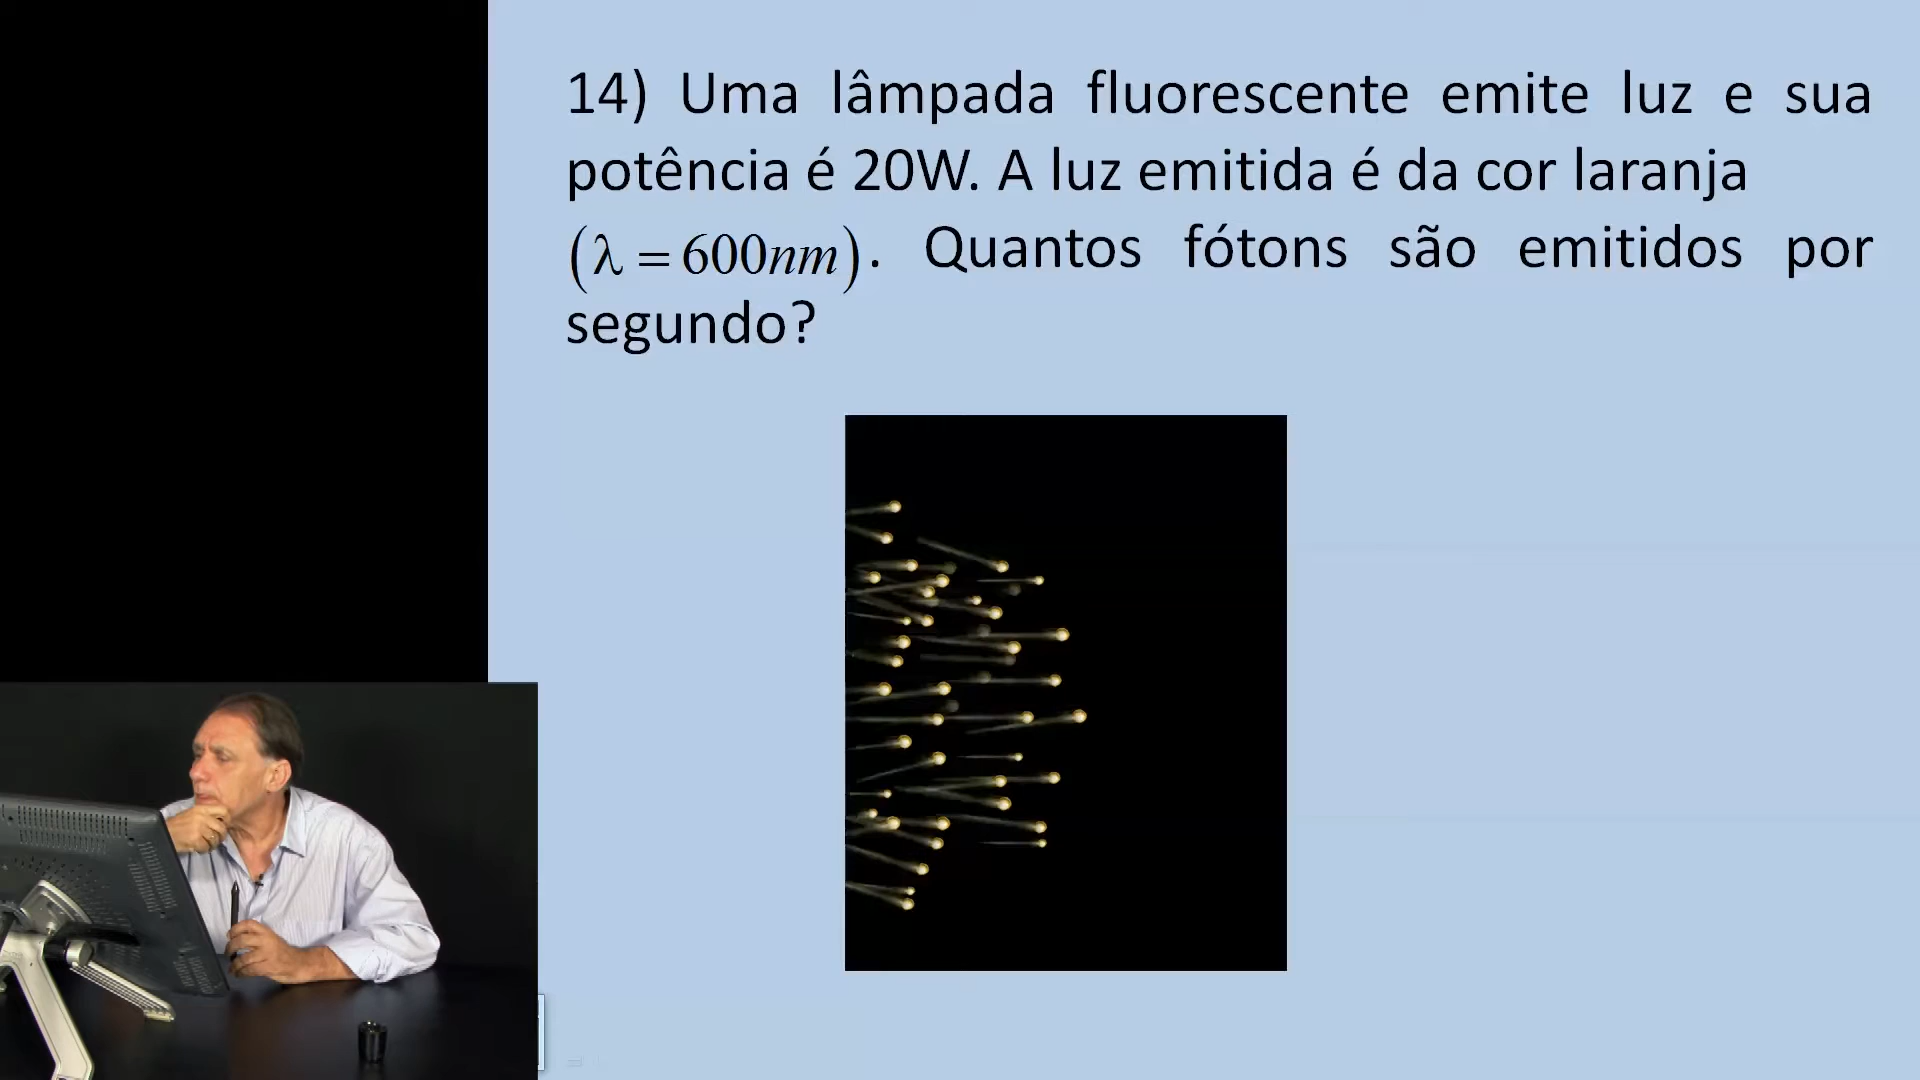 14) Uma lâmpada fluorescente emite luz e sua
potência é 20W. A luz emitida é da cor laranja
(λ = 600nm). Quantos fótons são emitidos por
segundo?